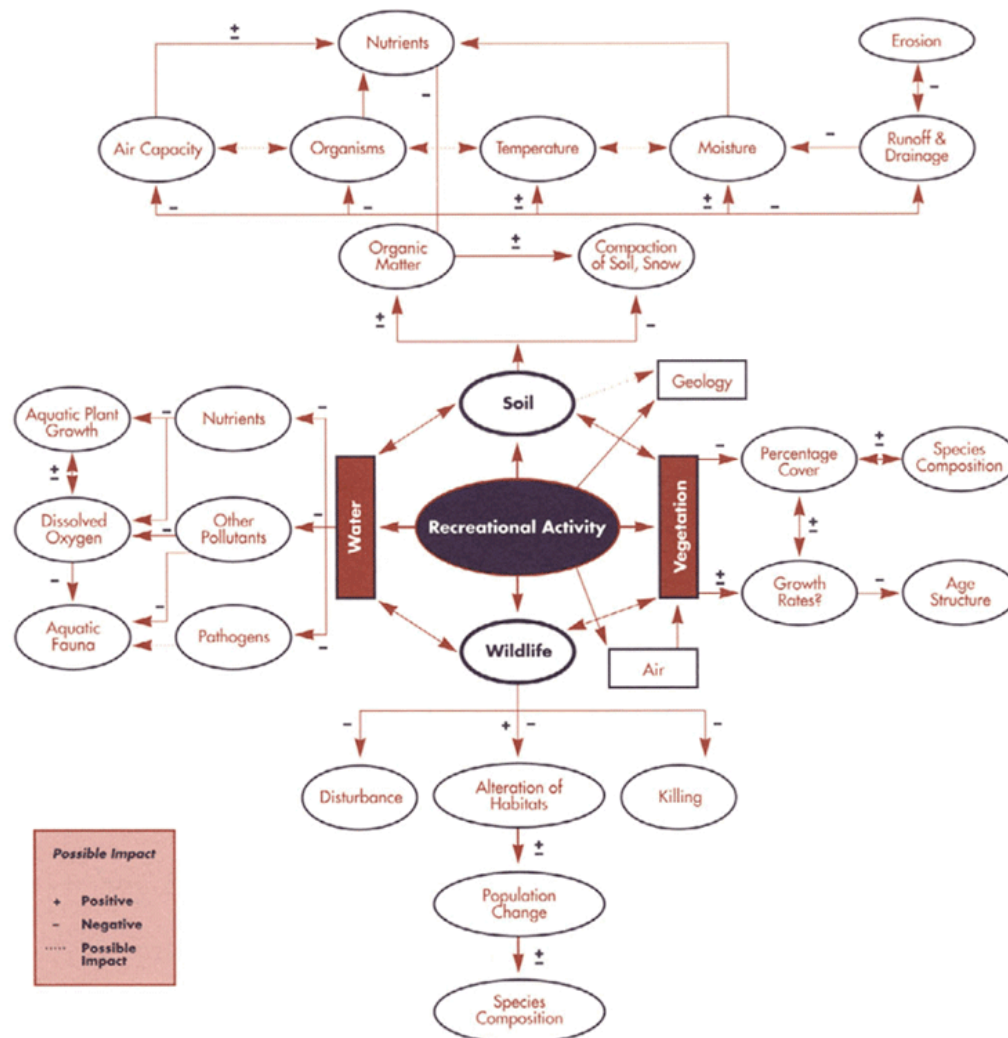 Nutrients
Erosion
±
−
−
Air Capacity
Organisms
Temperature
Moisture
−
Runoff &
Drainage
−
−
±
±
−
Organic
Matter
±
Compaction
of Soil, Snow
±
−
Soil
Geology
Aquatic Plant
Growth
−
Nutrients
−
−
Percentage
Cover
±
Species
Composition
±
Dissolved
Oxygen
−
Other
Pollutants
−
Water
Recreational Activity
Vegetation
±
−
−
±
Growth
Rates?
−
Age
Structure
Aquatic
Fauna
Pathogens
−
Wildlife
Air
−
+ −
−
Disturbance
Alteration of
Habitats
Killing
±
Population
Change
±
Species
Composition
Possible Impact
+ Positive
− Negative
····· Possible
Impact